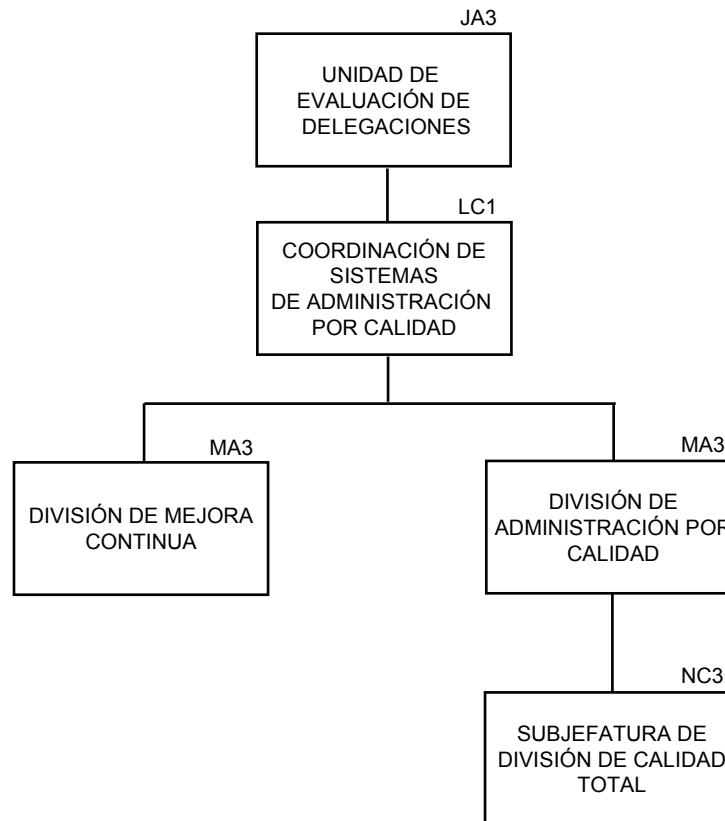 JA3
UNIDAD DE
EVALUACIÓN DE
DELEGACIONES
LC1
COORDINACIÓN DE
SISTEMAS
DE ADMINISTRACIÓN
POR CALIDAD
MA3
DIVISIÓN DE MEJORA
CONTINUA
MA3
DIVISIÓN DE
ADMINISTRACIÓN POR
CALIDAD
NC3
SUBJEFATURA DE
DIVISIÓN DE CALIDAD
TOTAL